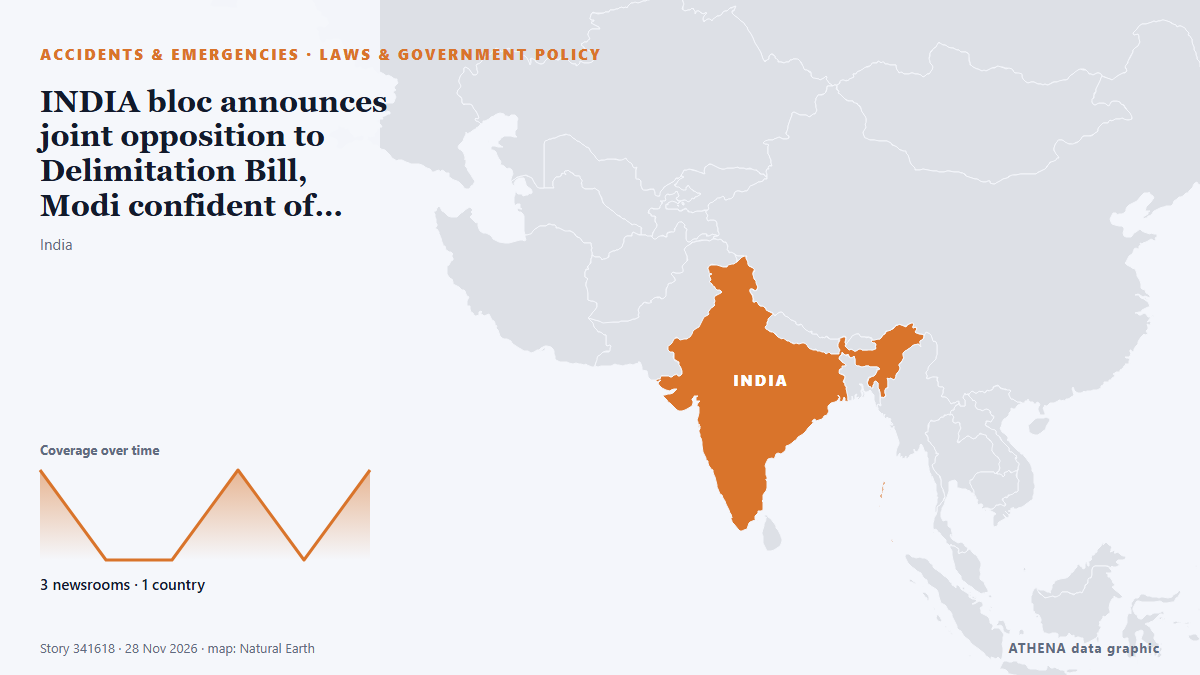 ACCIDENTS & EMERGENCIES · LAWS & GOVERNMENT POLICY
INDIA bloc announces
joint opposition to
Delimitation Bill,
Modi confident of...
India
INDIA
Coverage over time
3 newsrooms · 1 country
Story 341618 · 28 Nov 2026 · map: Natural Earth
ATHENA data graphic